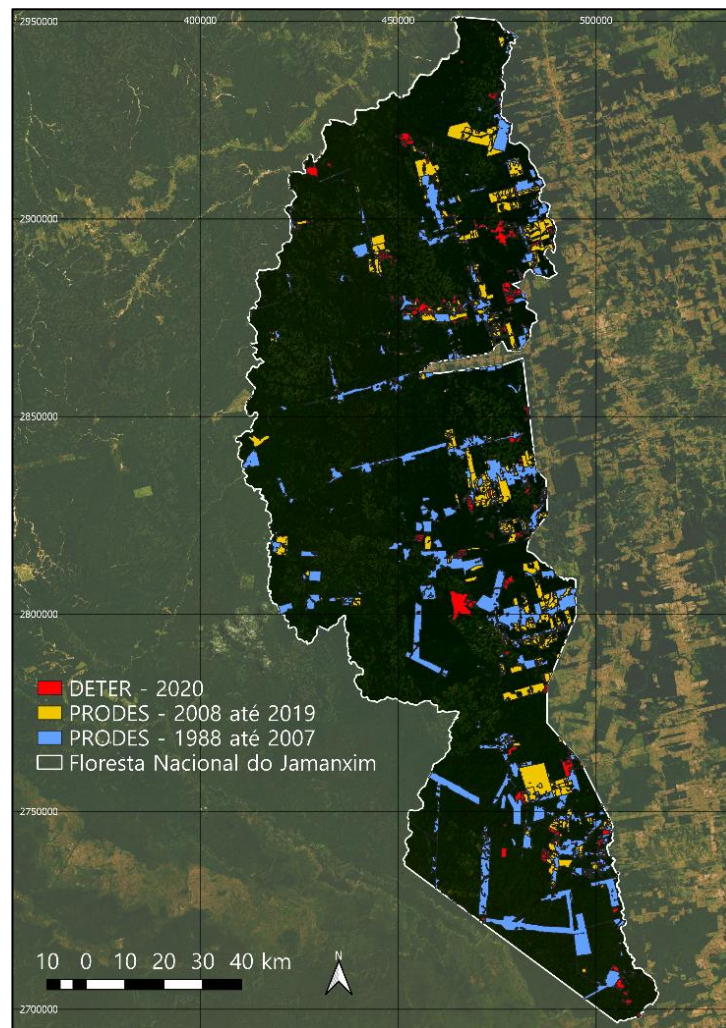 2950000
400000
450000
500000
2900000
2850000
2800000
DETER - 2020
PRODES - 2008 até 2019
PRODES - 1988 até 2007
Floresta Nacional do Jamanxim
2750000
10 0 10 20 30 40 km
N
2700000